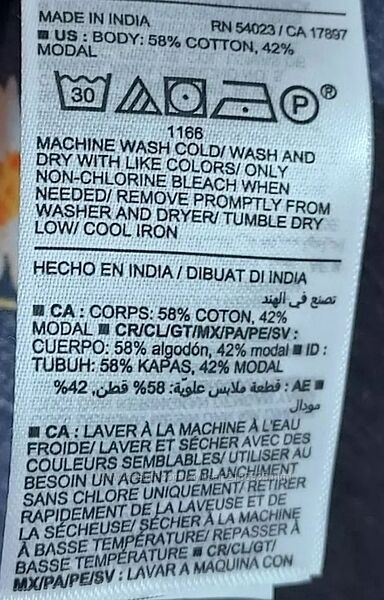 MADE IN INDIA RN 54023 / CA 17897
■ US : BODY: 58% COTTON, 42%
MODAL
30 P ®
1166
MACHINE WASH COLD/ WASH AND
DRY WITH LIKE COLORS/ ONLY
NON-CHLORINE BLEACH WHEN
NEEDED/ REMOVE PROMPTLY FROM
WASHER AND DRYER/ TUMBLE DRY
LOW/ COOL IRON
HECHO EN INDIA / DIBUAT DI INDIA
تصنع في الهند
■ CA : CORPS: 58% COTON, 42%
MODAL ■ CR/CL/GT/MX/PA/PE/SV :
CUERPO: 58% algodón, 42% modal ■ ID :
TUBUH: 58% KAPAS, 42% MODAL
■ AE : قطعة ملابس علوية: 58% قطن, 42%
مودال
■ CA : LAVER À LA MACHINE À L'EAU
FROIDE/ LAVER ET SÉCHER AVEC DES
COULEURS SEMBLABLES/ UTILISER AU
BESOIN UN AGENT DE BLANCHIMENT
SANS CHLORE UNIQUEMENT/ RETIRER
RAPIDEMENT DE LA LAVEUSE ET DE
LA SÉCHEUSE/ SÉCHER À LA MACHINE
À BASSE TEMPÉRATURE/ REPASSER À
BASSE TEMPÉRATURE ■ CR/CL/GT/
MX/PA/PE/SV : LAVAR A MAQUINA CON